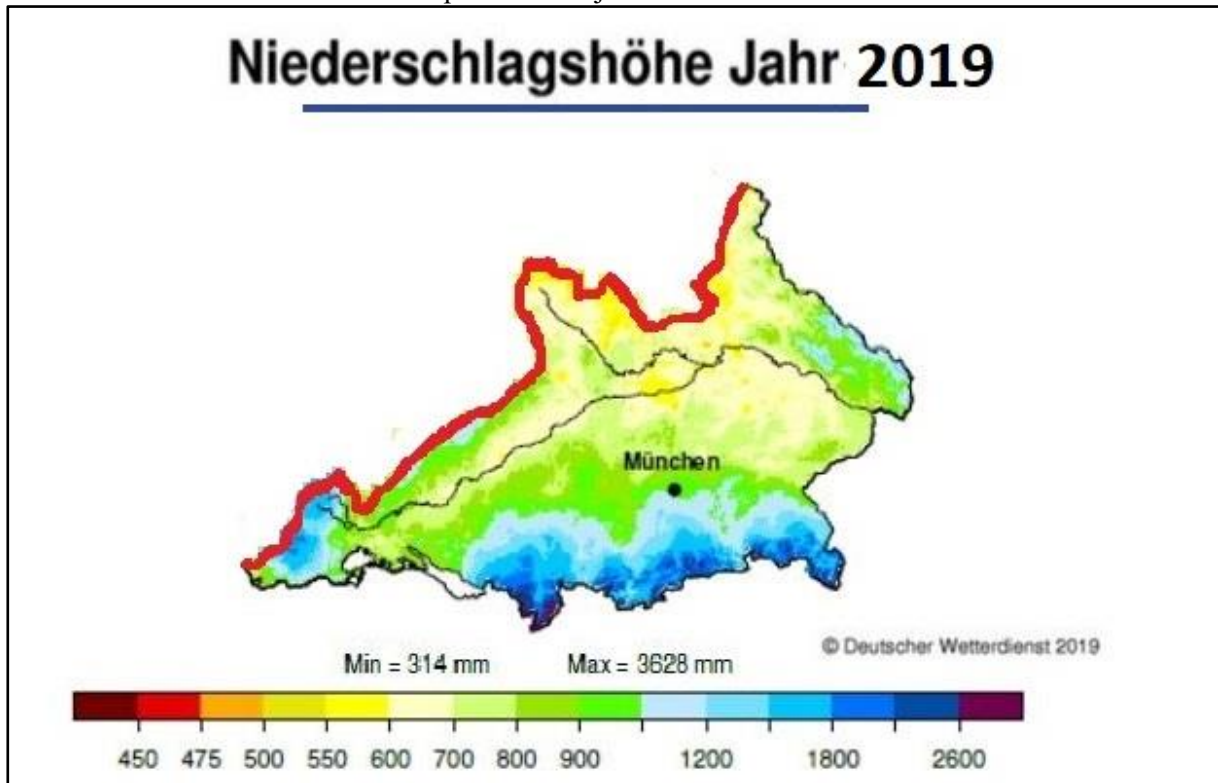 Niederschlagshöhe Jahr 2019
München
© Deutscher Wetterdienst 2019
Min = 314 mm Max = 3628 mm
450 475 500 550 600 700 800 900 1200 1800 2600